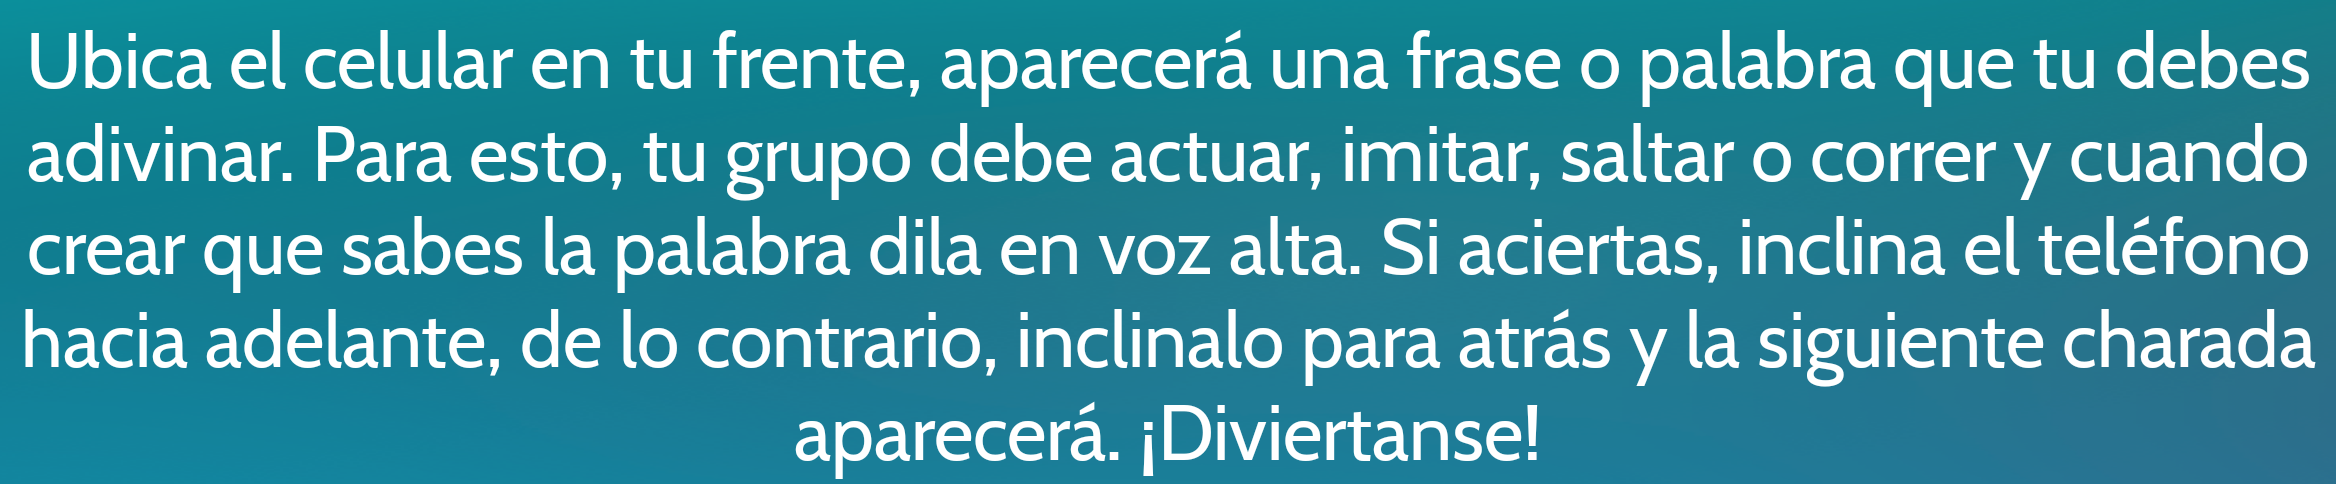 Ubica el celular en tu frente, aparecerá una frase o palabra que tu debes
adivinar. Para esto, tu grupo debe actuar, imitar, saltar o correr y cuando
crear que sabes la palabra dila en voz alta. Si aciertas, inclina el teléfono
hacia adelante, de lo contrario, inclinalo para atrás y la siguiente charada
aparecerá. ¡Diviertanse!